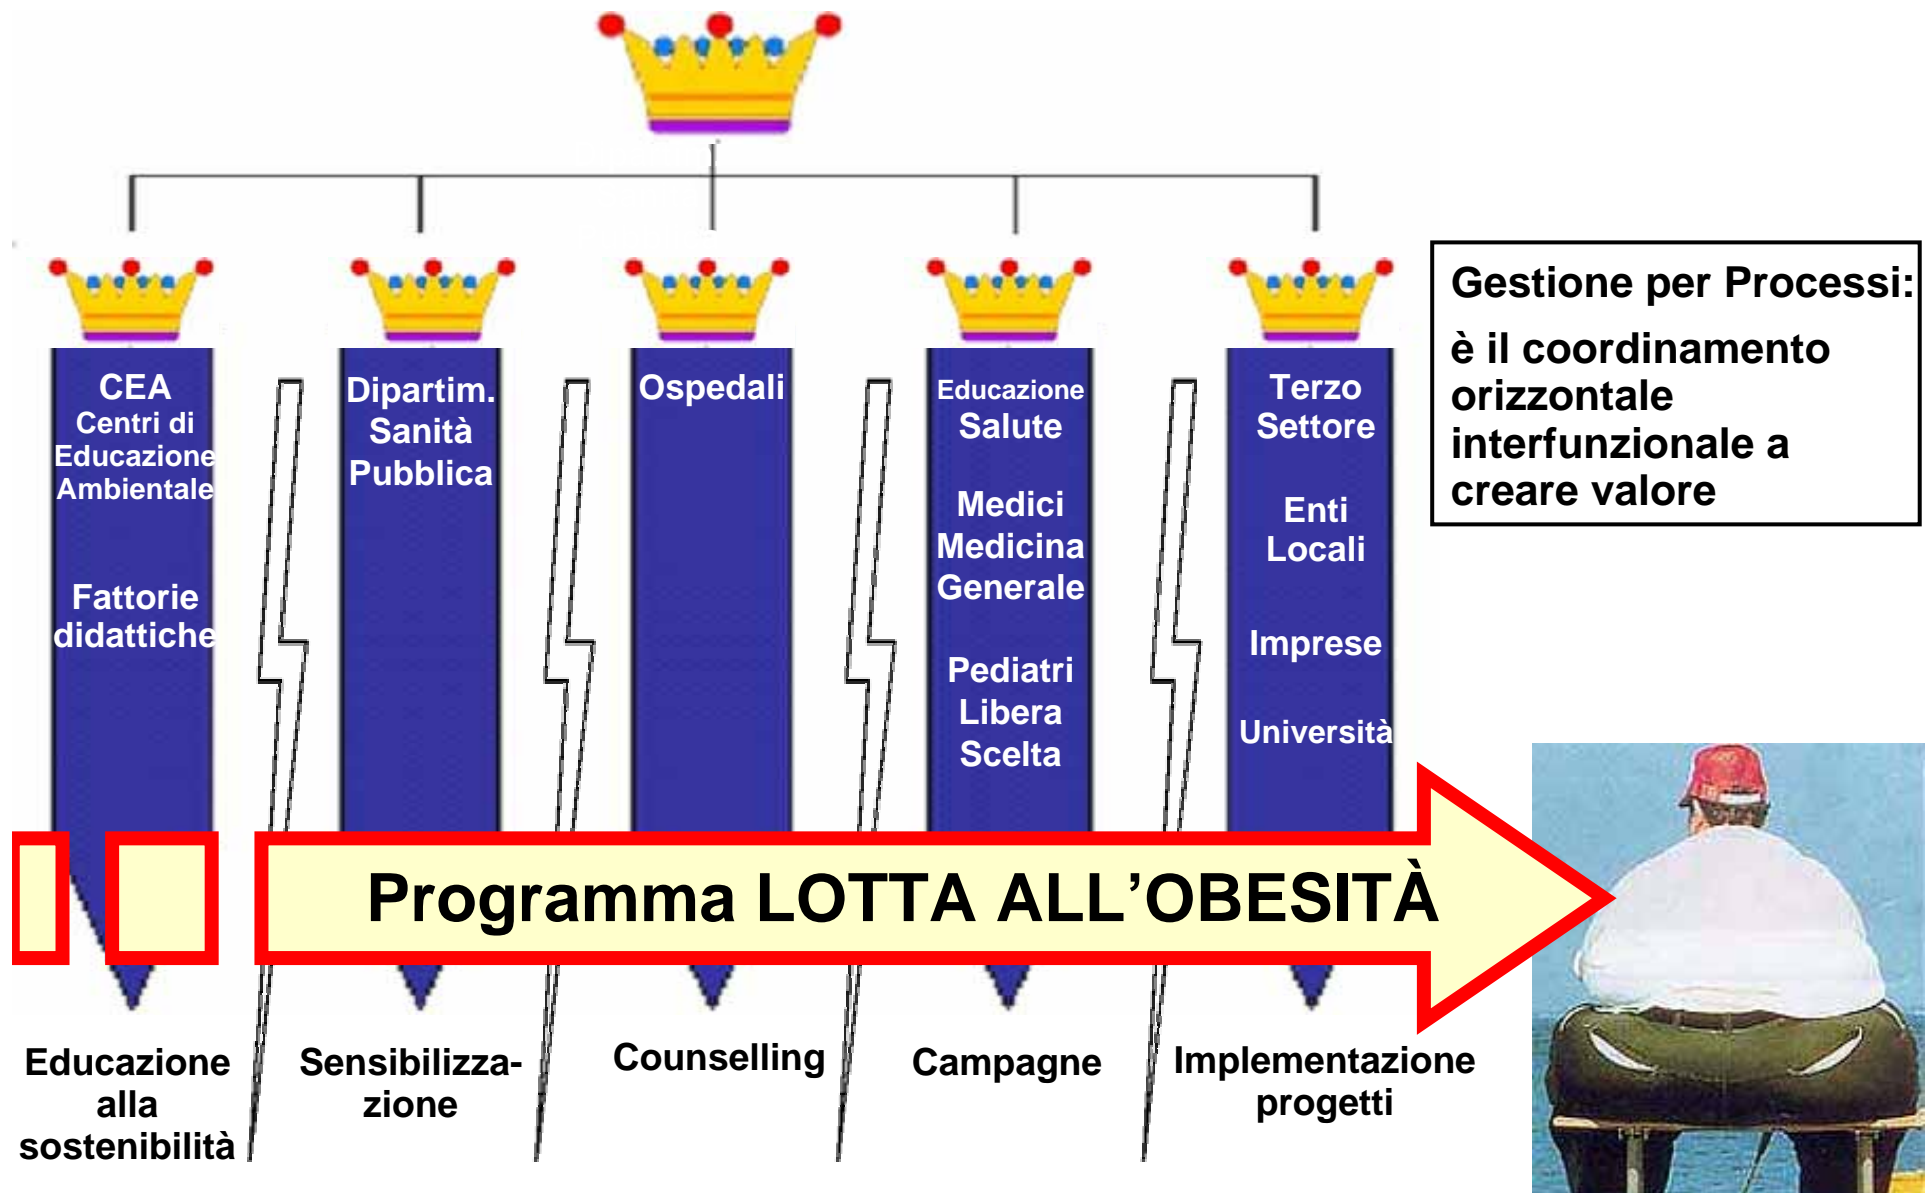 CEA
Centri di
Educazione
Ambientale
Fattorie
didattiche
Dipartim.
Sanità
Pubblica
Ospedali
Educazione
Salute
Medici
Medicina
Generale
Pediatri
Libera
Scelta
Terzo
Settore
Enti
Locali
Imprese
Università
Gestione per Processi:
è il coordinamento
orizzontale
interfunzionale a
creare valore
Programma LOTTA ALL’OBESITÀ
Educazione
alla
sostenibilità
Sensibilizza-
zione
Counselling
Campagne
Implementazione
progetti